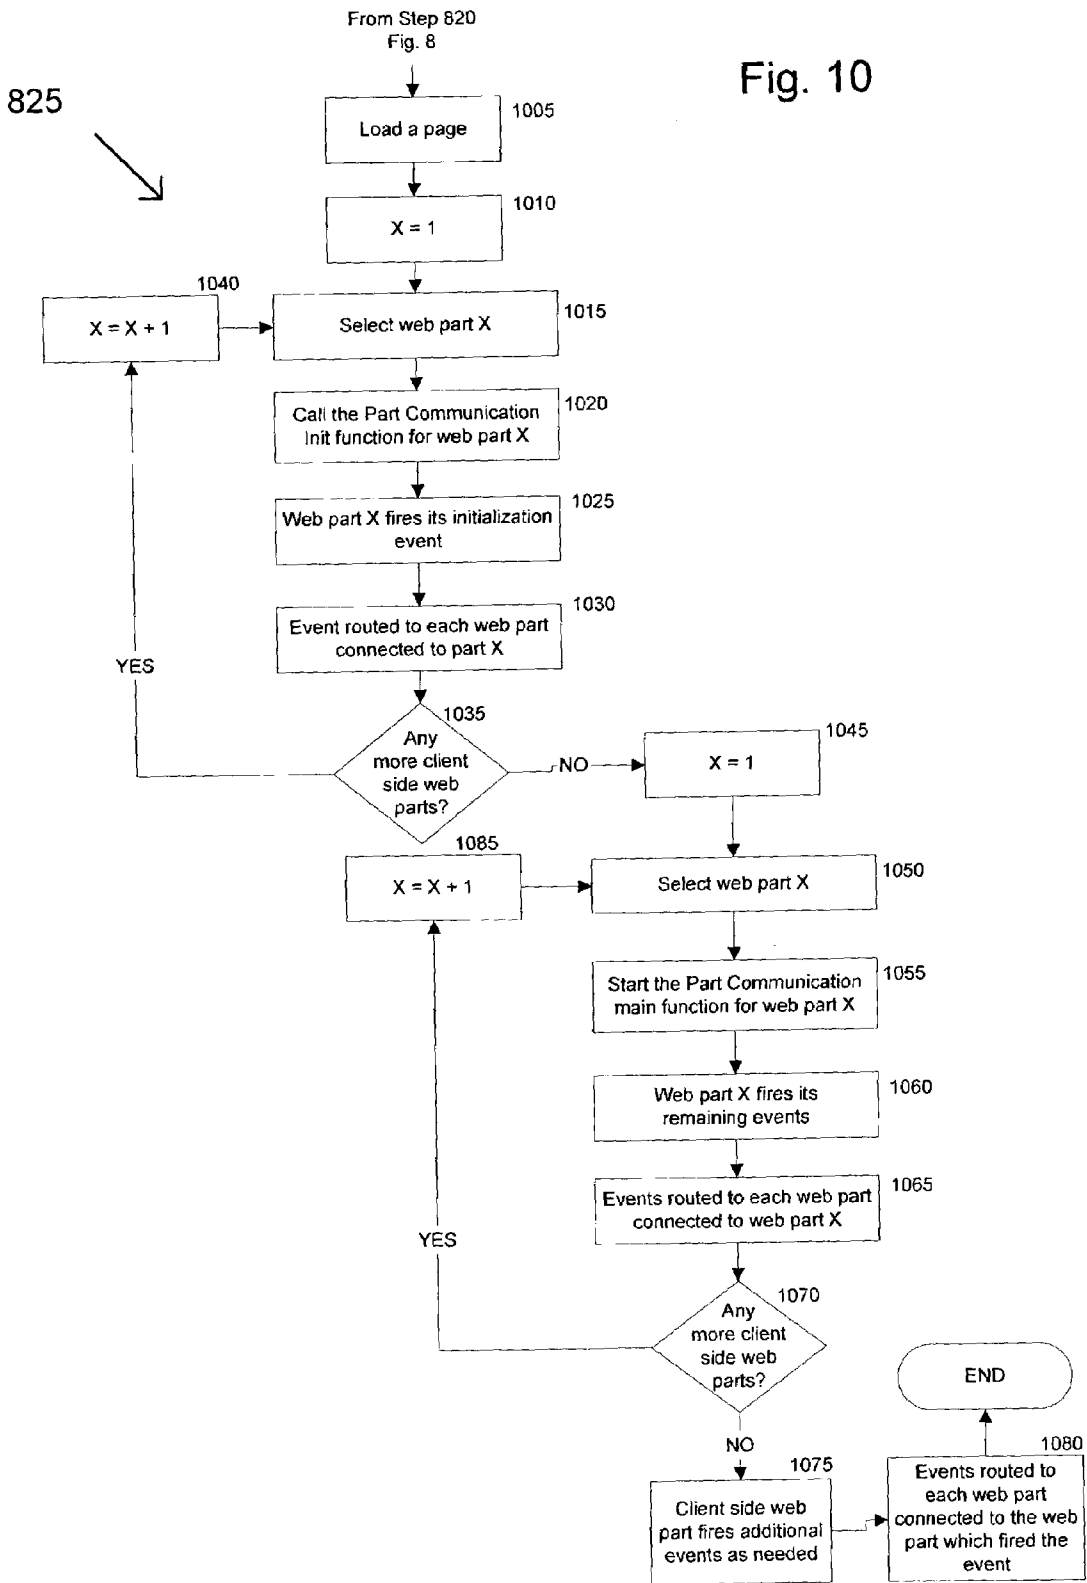 From Step 820
Fig. 8
Fig. 10
825
1005
Load a page
1010
X = 1
1040
X = X + 1
1015
Select web part X
1020
Call the Part Communication
Init function for web part X
1025
Web part X fires its initialization
event
1030
Event routed to each web part
connected to part X
YES
1035
Any
more client
side web
parts?
NO
1045
X = 1
1085
X = X + 1
1050
Select web part X
1055
Start the Part Communication
main function for web part X
1060
Web part X fires its
remaining events
1065
Events routed to each web part
connected to web part X
YES
1070
Any
more client
side web
parts?
NO
1075
Client side web
part fires additional
events as needed
1080
Events routed to
each web part
connected to the web
part which fired the
event
END